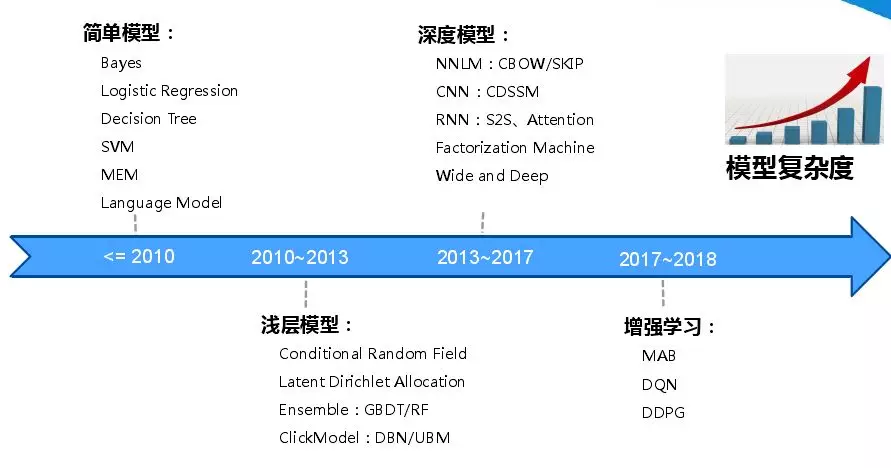 简单模型：
Bayes
Logistic Regression
Decision Tree
SVM
MEM
Language Model
深度模型：
NNLM：CBOW/SKIP
CNN：CDSSM
RNN：S2S、Attention
Factorization Machine
Wide and Deep
模型复杂度
<= 2010
2010~2013
2013~2017
2017~2018
浅层模型：
Conditional Random Field
Latent Dirichlet Allocation
Ensemble：GBDT/RF
ClickModel：DBN/UBM
增强学习：
MAB
DQN
DDPG